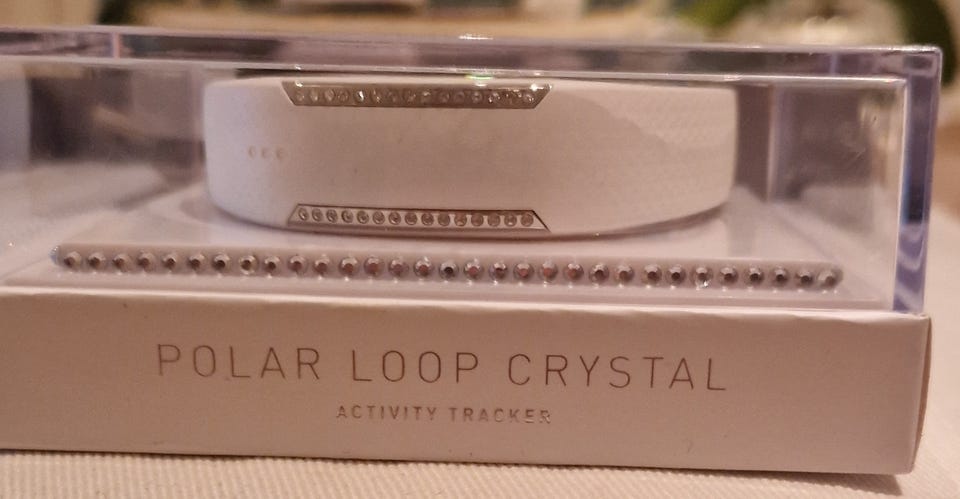 POLAR LOOP CRYSTAL
ACTIVITY TRACKER